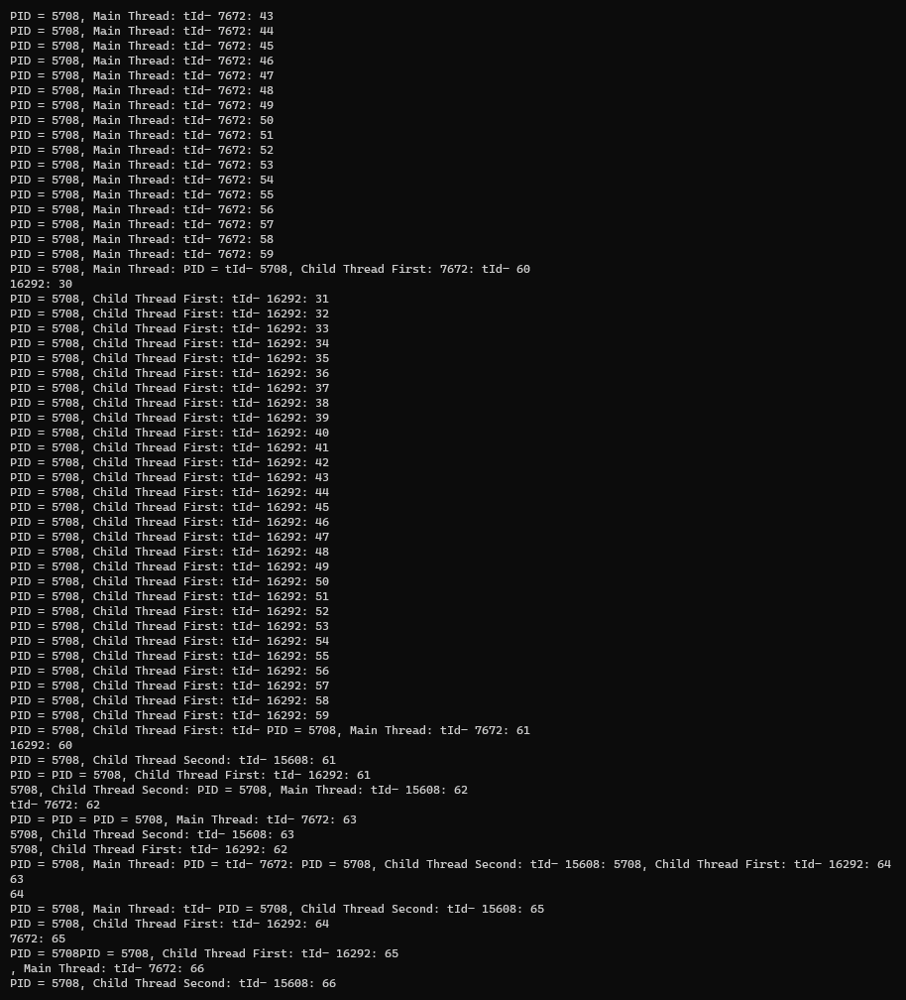 PID = 5708, Main Thread: tId- 7672: 43
PID = 5708, Main Thread: tId- 7672: 44
PID = 5708, Main Thread: tId- 7672: 45
PID = 5708, Main Thread: tId- 7672: 46
PID = 5708, Main Thread: tId- 7672: 47
PID = 5708, Main Thread: tId- 7672: 48
PID = 5708, Main Thread: tId- 7672: 49
PID = 5708, Main Thread: tId- 7672: 50
PID = 5708, Main Thread: tId- 7672: 51
PID = 5708, Main Thread: tId- 7672: 52
PID = 5708, Main Thread: tId- 7672: 53
PID = 5708, Main Thread: tId- 7672: 54
PID = 5708, Main Thread: tId- 7672: 55
PID = 5708, Main Thread: tId- 7672: 56
PID = 5708, Main Thread: tId- 7672: 57
PID = 5708, Main Thread: tId- 7672: 58
PID = 5708, Main Thread: tId- 7672: 59
PID = 5708, Main Thread: PID = tId- 5708, Child Thread First: 7672: tId- 60
16292: 30
PID = 5708, Child Thread First: tId- 16292: 31
PID = 5708, Child Thread First: tId- 16292: 32
PID = 5708, Child Thread First: tId- 16292: 33
PID = 5708, Child Thread First: tId- 16292: 34
PID = 5708, Child Thread First: tId- 16292: 35
PID = 5708, Child Thread First: tId- 16292: 36
PID = 5708, Child Thread First: tId- 16292: 37
PID = 5708, Child Thread First: tId- 16292: 38
PID = 5708, Child Thread First: tId- 16292: 39
PID = 5708, Child Thread First: tId- 16292: 40
PID = 5708, Child Thread First: tId- 16292: 41
PID = 5708, Child Thread First: tId- 16292: 42
PID = 5708, Child Thread First: tId- 16292: 43
PID = 5708, Child Thread First: tId- 16292: 44
PID = 5708, Child Thread First: tId- 16292: 45
PID = 5708, Child Thread First: tId- 16292: 46
PID = 5708, Child Thread First: tId- 16292: 47
PID = 5708, Child Thread First: tId- 16292: 48
PID = 5708, Child Thread First: tId- 16292: 49
PID = 5708, Child Thread First: tId- 16292: 50
PID = 5708, Child Thread First: tId- 16292: 51
PID = 5708, Child Thread First: tId- 16292: 52
PID = 5708, Child Thread First: tId- 16292: 53
PID = 5708, Child Thread First: tId- 16292: 54
PID = 5708, Child Thread First: tId- 16292: 55
PID = 5708, Child Thread First: tId- 16292: 56
PID = 5708, Child Thread First: tId- 16292: 57
PID = 5708, Child Thread First: tId- 16292: 58
PID = 5708, Child Thread First: tId- 16292: 59
PID = 5708, Child Thread First: tId- PID = 5708, Main Thread: tId- 7672: 61
16292: 60
PID = 5708, Child Thread Second: tId- 15608: 61
PID = PID = 5708, Child Thread First: tId- 16292: 61
5708, Child Thread Second: PID = 5708, Main Thread: tId- 15608: 62
tId- 7672: 62
PID = PID = PID = 5708, Main Thread: tId- 7672: 63
5708, Child Thread Second: tId- 15608: 63
5708, Child Thread First: tId- 16292: 62
PID = 5708, Main Thread: PID = tId- 7672: PID = 5708, Child Thread Second: tId- 15608: 5708, Child Thread First: tId- 16292: 64
63
64
PID = 5708, Main Thread: tId- PID = 5708, Child Thread Second: tId- 15608: 65
PID = 5708, Child Thread First: tId- 16292: 64
7672: 65
PID = 5708PID = 5708, Child Thread First: tId- 16292: 65
, Main Thread: tId- 7672: 66
PID = 5708, Child Thread Second: tId- 15608: 66